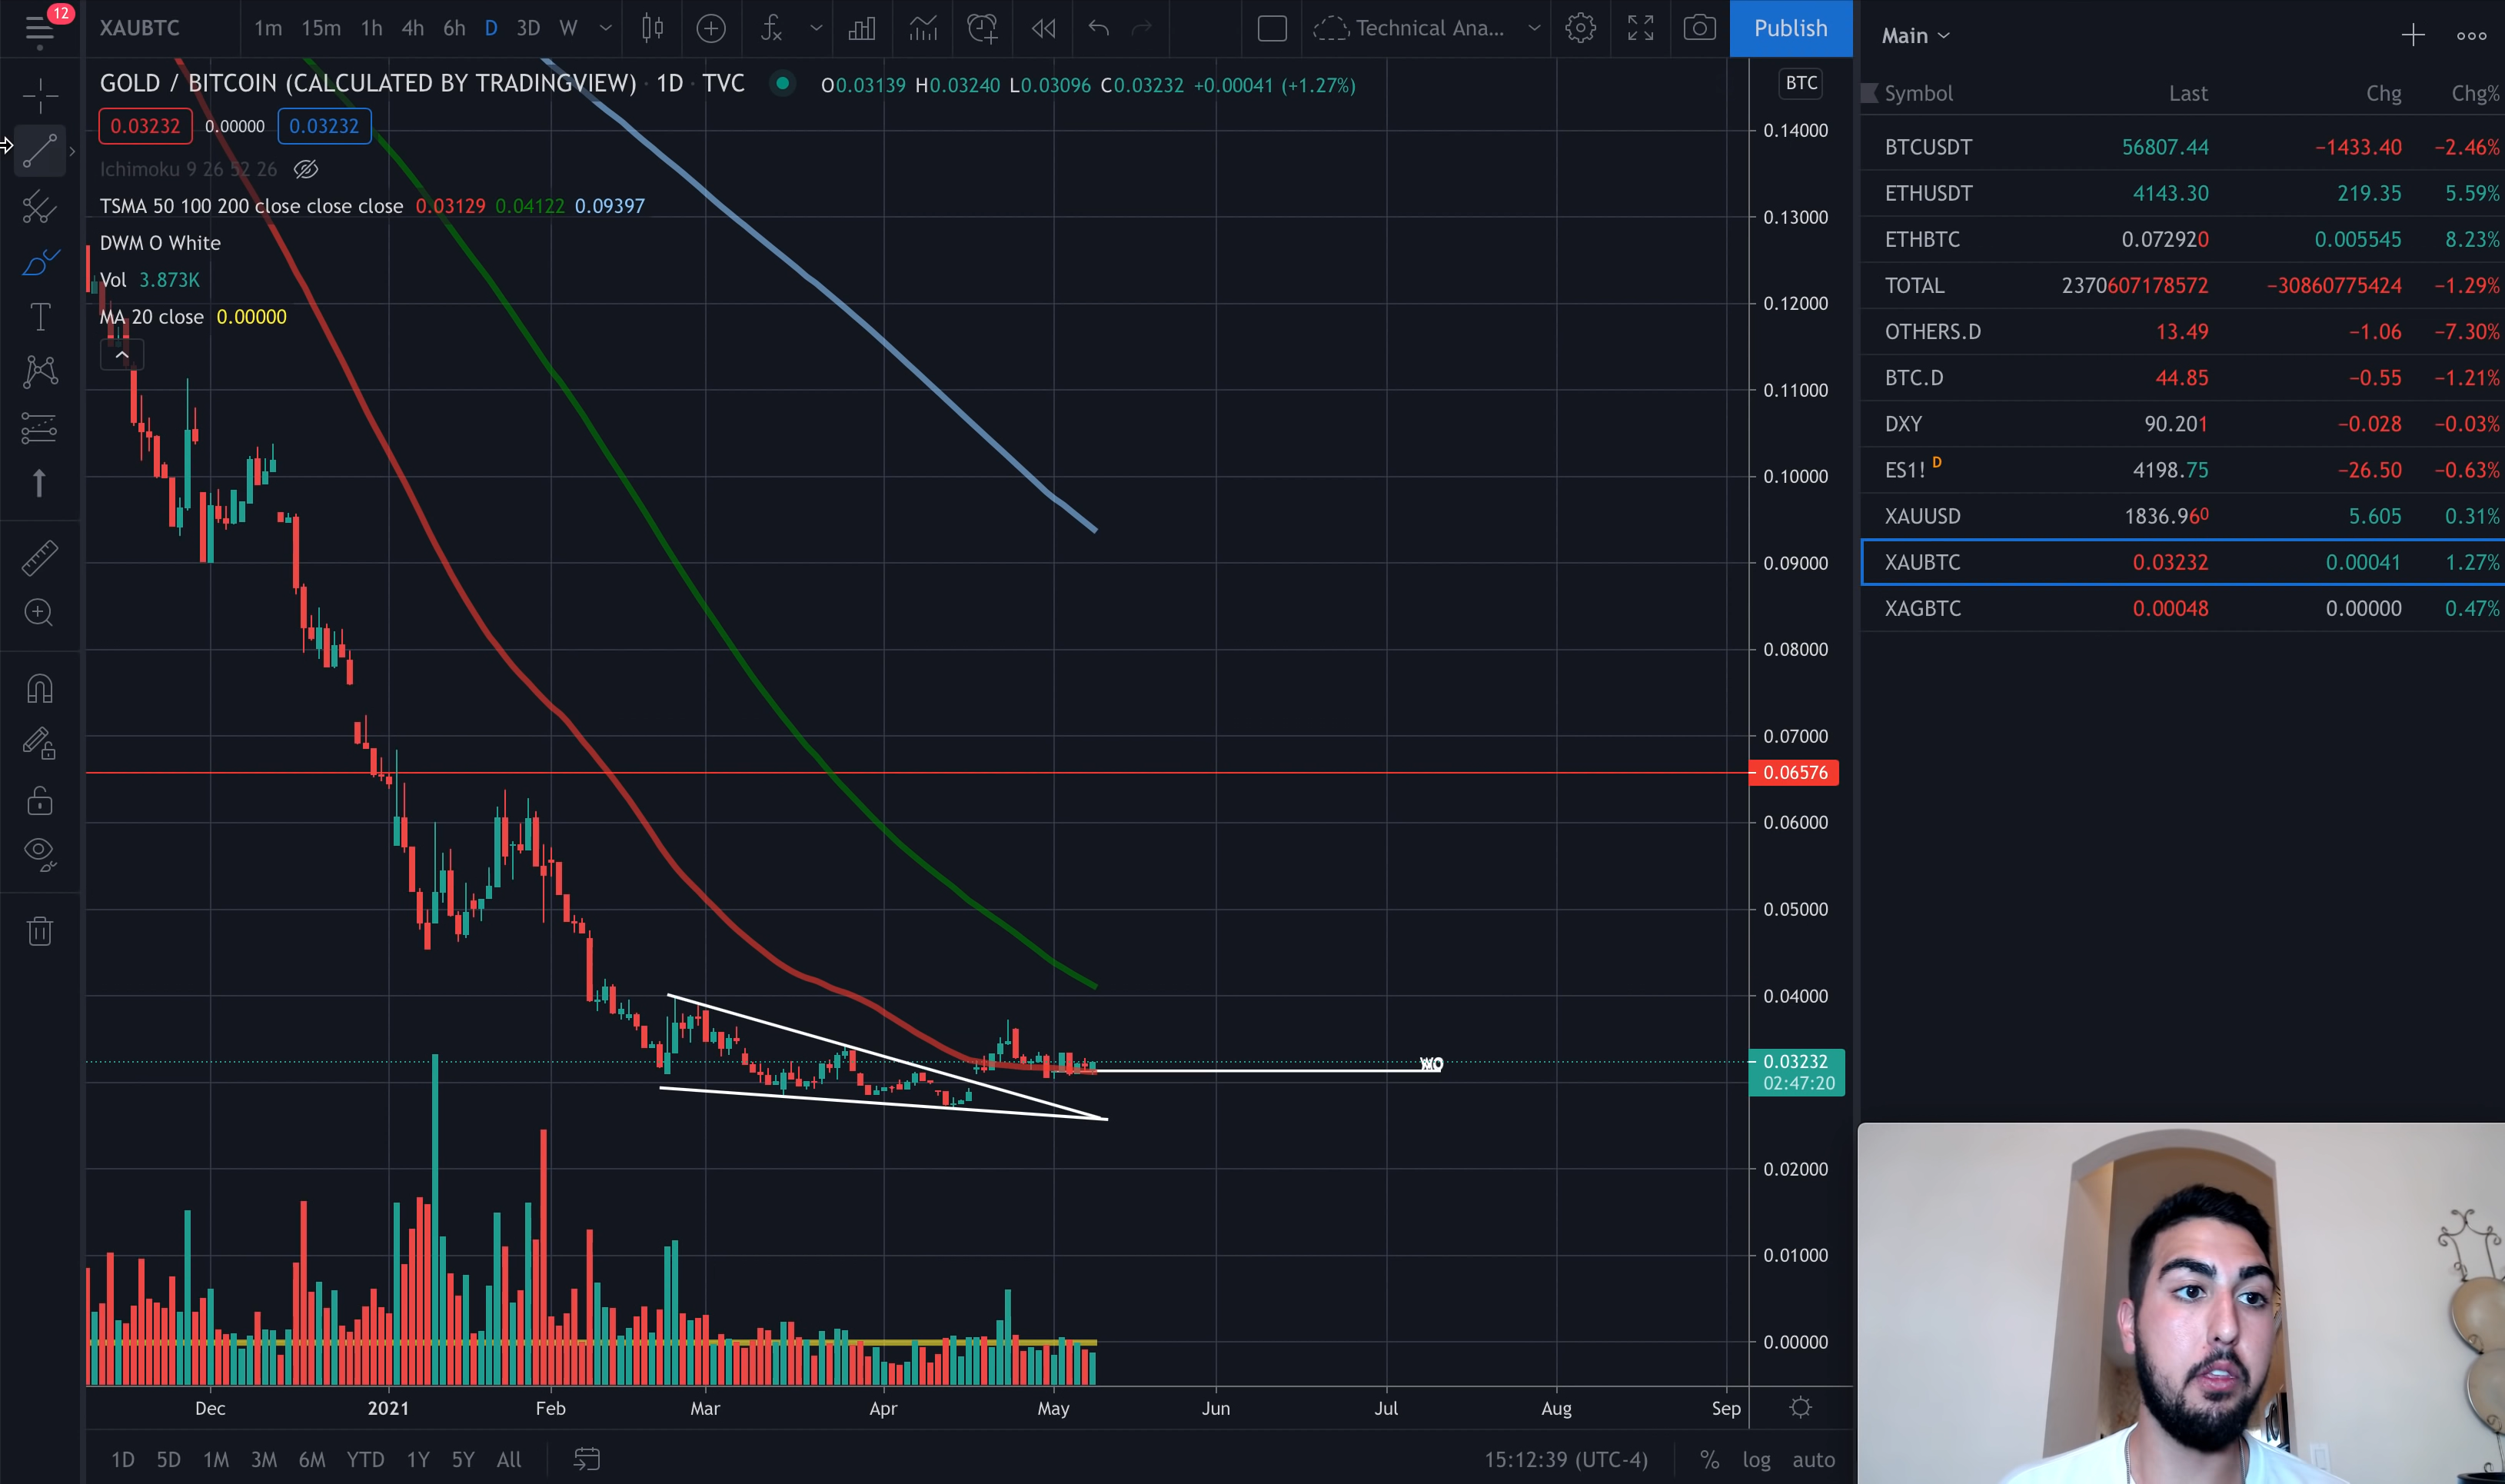 12
XAUBTC 1m 15m 1h 4h 6h D 3D W Technical Ana... Publish
GOLD / BITCOIN (CALCULATED BY TRADINGVIEW) · 1D · TVC O0.03139 H0.03240 L0.03096 C0.03232 +0.00041 (+1.27%)
0.03232 0.00000 0.03232
Ichimoku 9 26 52 26
TSMA 50 100 200 close close close 0.03129 0.04122 0.09397
DWM O White
Vol 3.873K
MA 20 close 0.00000
BTC
0.14000
0.13000
0.12000
0.11000
0.10000
0.09000
0.08000
0.07000
0.06576
0.06000
0.05000
0.04000
0.03232
02:47:20
0.02000
0.01000
0.00000
Dec 2021 Feb Mar Apr May Jun Jul Aug Sep
1D 5D 1M 3M 6M YTD 1Y 5Y All 15:12:39 (UTC-4) % log auto
Main
Symbol Last Chg Chg%
BTCUSDT 56807.44 −1433.40 −2.46%
ETHUSDT 4143.30 219.35 5.59%
ETHBTC 0.072920 0.005545 8.23%
TOTAL 2370607178572 −30860775424 −1.29%
OTHERS.D 13.49 −1.06 −7.30%
BTC.D 44.85 −0.55 −1.21%
DXY 90.201 −0.028 −0.03%
ES1! D 4198.75 −26.50 −0.63%
XAUUSD 1836.960 5.605 0.31%
XAUBTC 0.03232 0.00041 1.27%
XAGBTC 0.00048 0.00000 0.47%